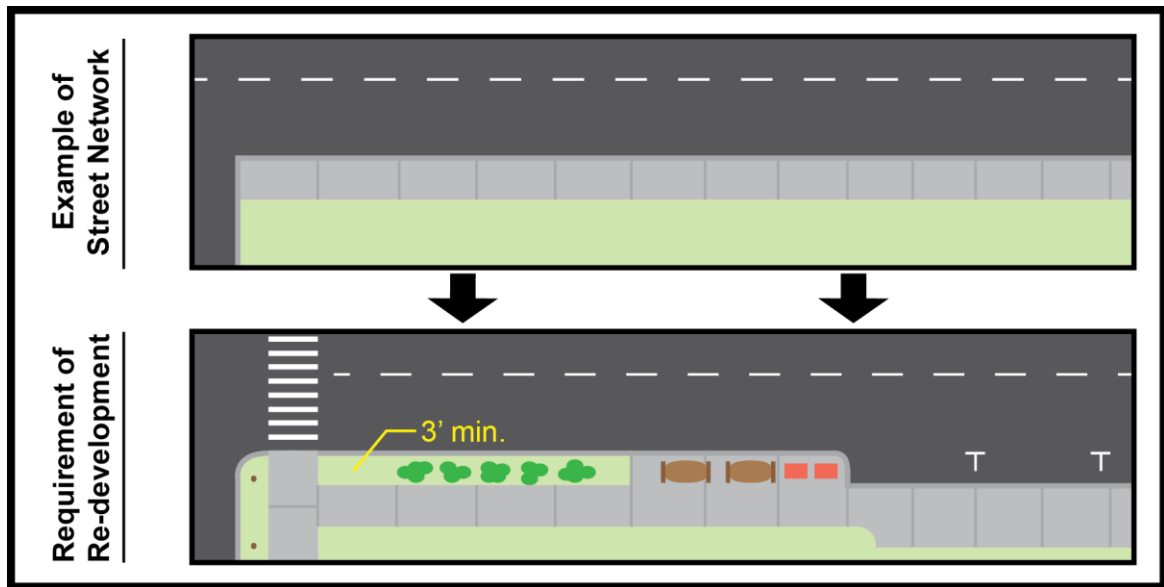 Example of
Street Network
Requirement of
Re-development
3' min.